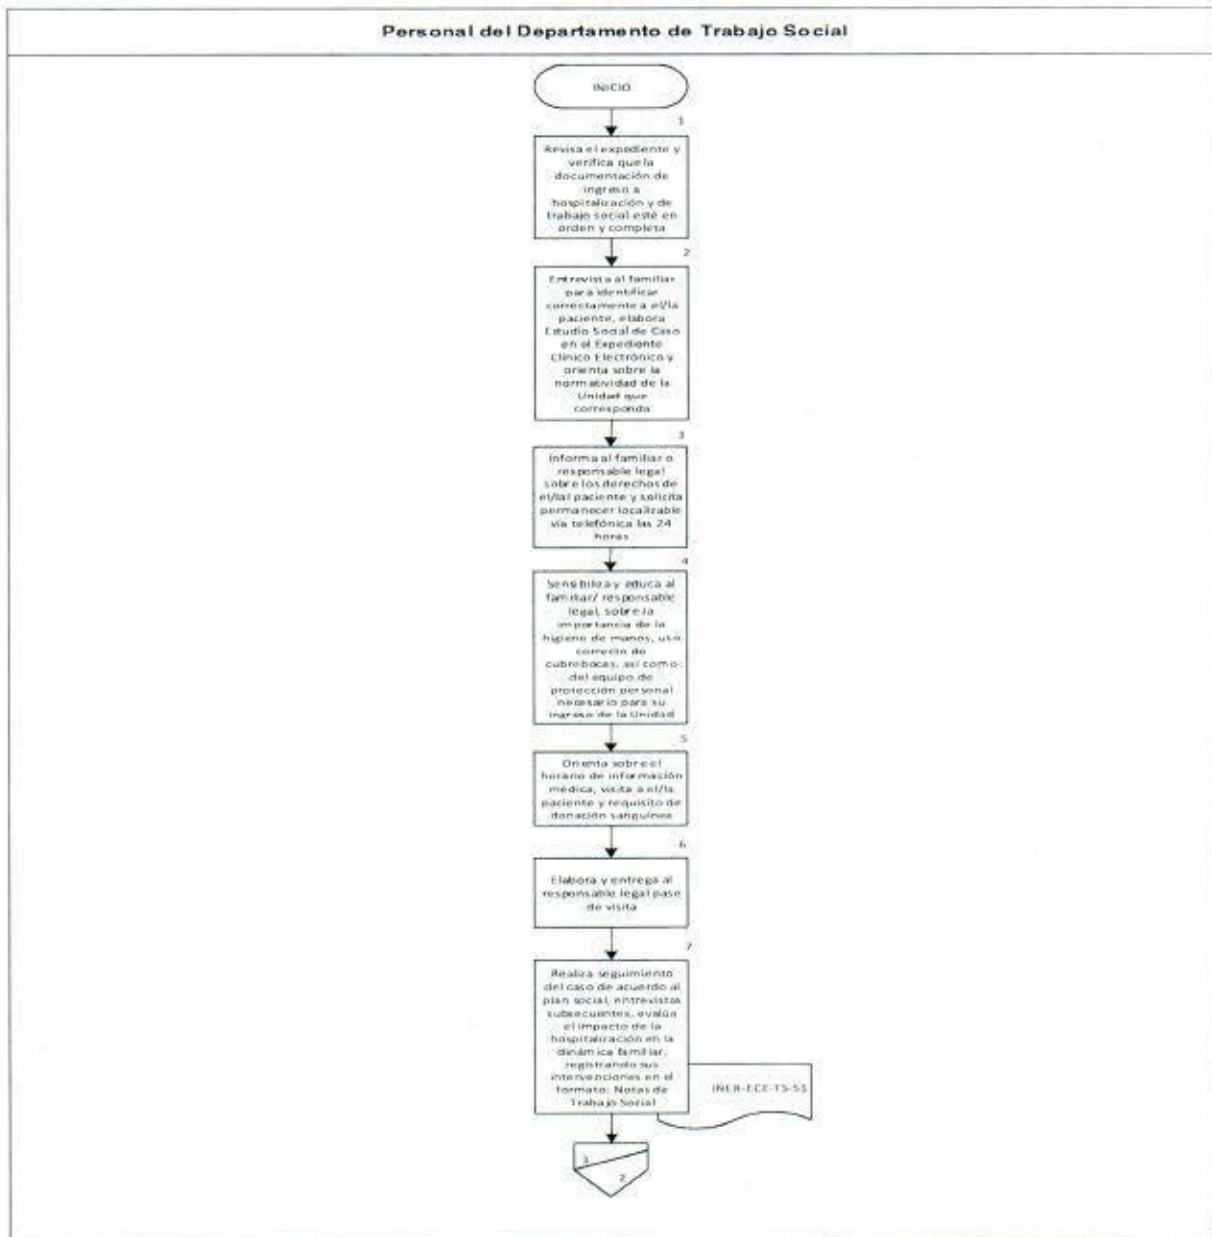 Personal del Departamento de Trabajo Social
INICIO
1
Revisa el expediente y
verifica que la
documentación de
ingreso a
hospitalización y de
trabajo social esté en
orden y completa
2
Entrevista al familiar
para identificar
correctamente a el/la
paciente, elabora
Estudio Social de Caso
en el Expediente
Clínico Electrónico y
orienta sobre la
normatividad de la
Unidad que
corresponda
3
Informa al familiar o
responsable legal
sobre los derechos de
el/lal paciente y solicita
permanecer localizable
vía telefónica las 24
horas
4
Sensibiliza y educa al
familiar/ responsable
legal, sobre la
importancia de la
higiene de manos, uso
correcto de
cubrebocas, así como
del equipo de
protección personal
necesario para su
ingreso de la Unidad
5
Orienta sobre el
horario de información
médica, visita a el/la
paciente y requisito de
donación sanguínea
6
Elabora y entrega al
responsable legal pase
de visita
7
Realiza seguimiento
del caso de acuerdo al
plan social, entrevistas
subsecuentes, evalúa
el impacto de la
hospitalización en la
dinámica familiar,
registrando sus
intervenciones en el
formato: Notas de
Trabajo Social
INER-ECE-TS-51
1
2